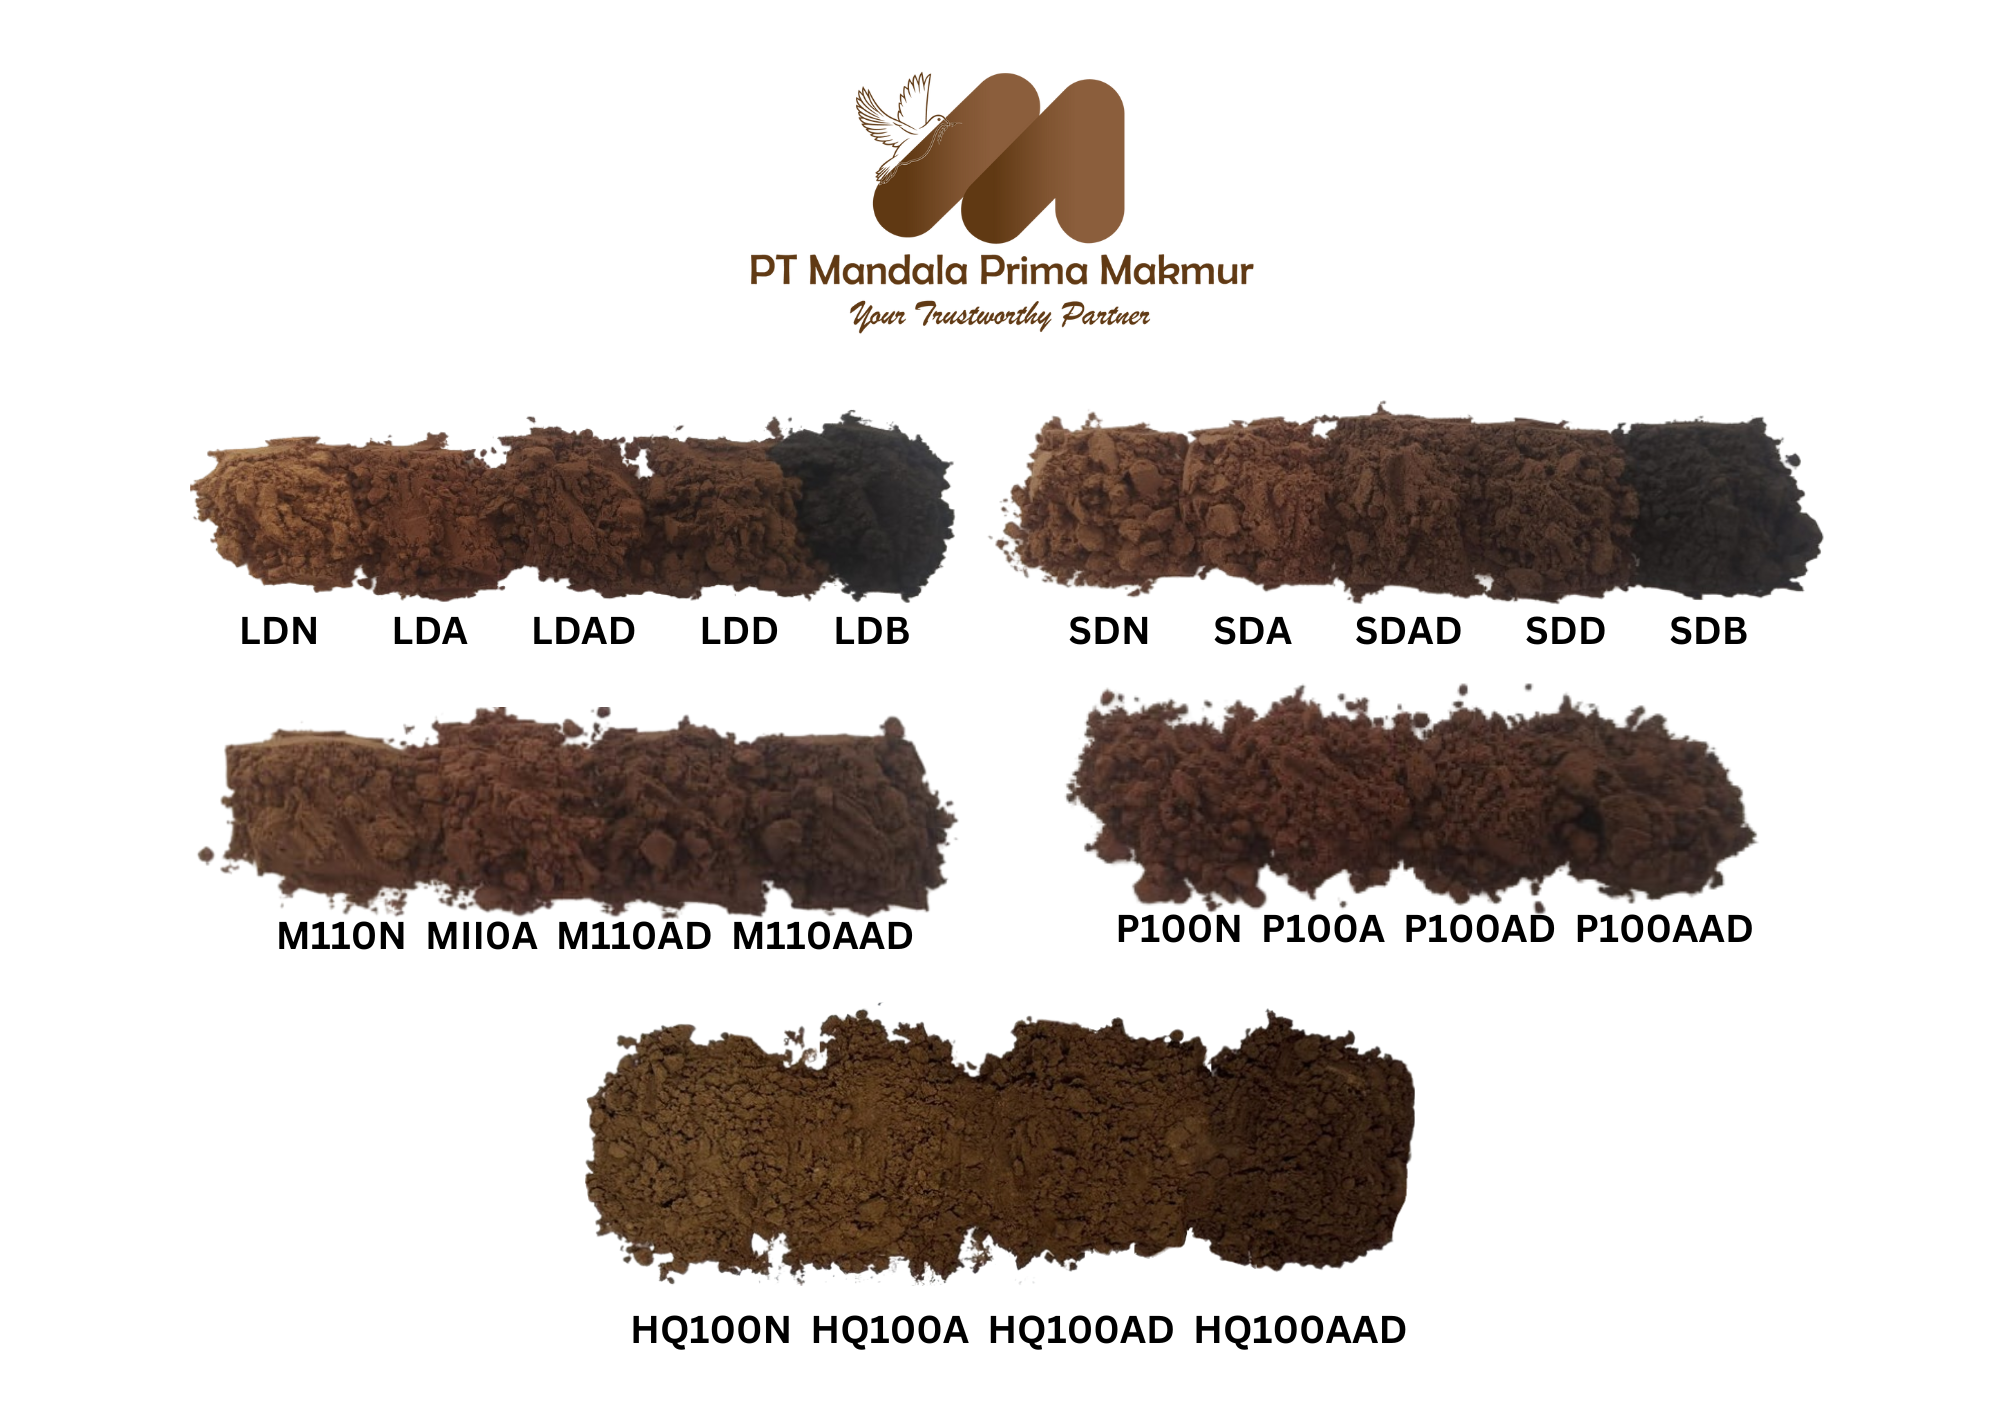 PT Mandala Prima Makmur
Your Trustworthy Partner
LDN LDA LDAD LDD LDB
SDN SDA SDAD SDD SDB
M110N MII0A M110AD M110AAD
P100N P100A P100AD P100AAD
HQ100N HQ100A HQ100AD HQ100AAD